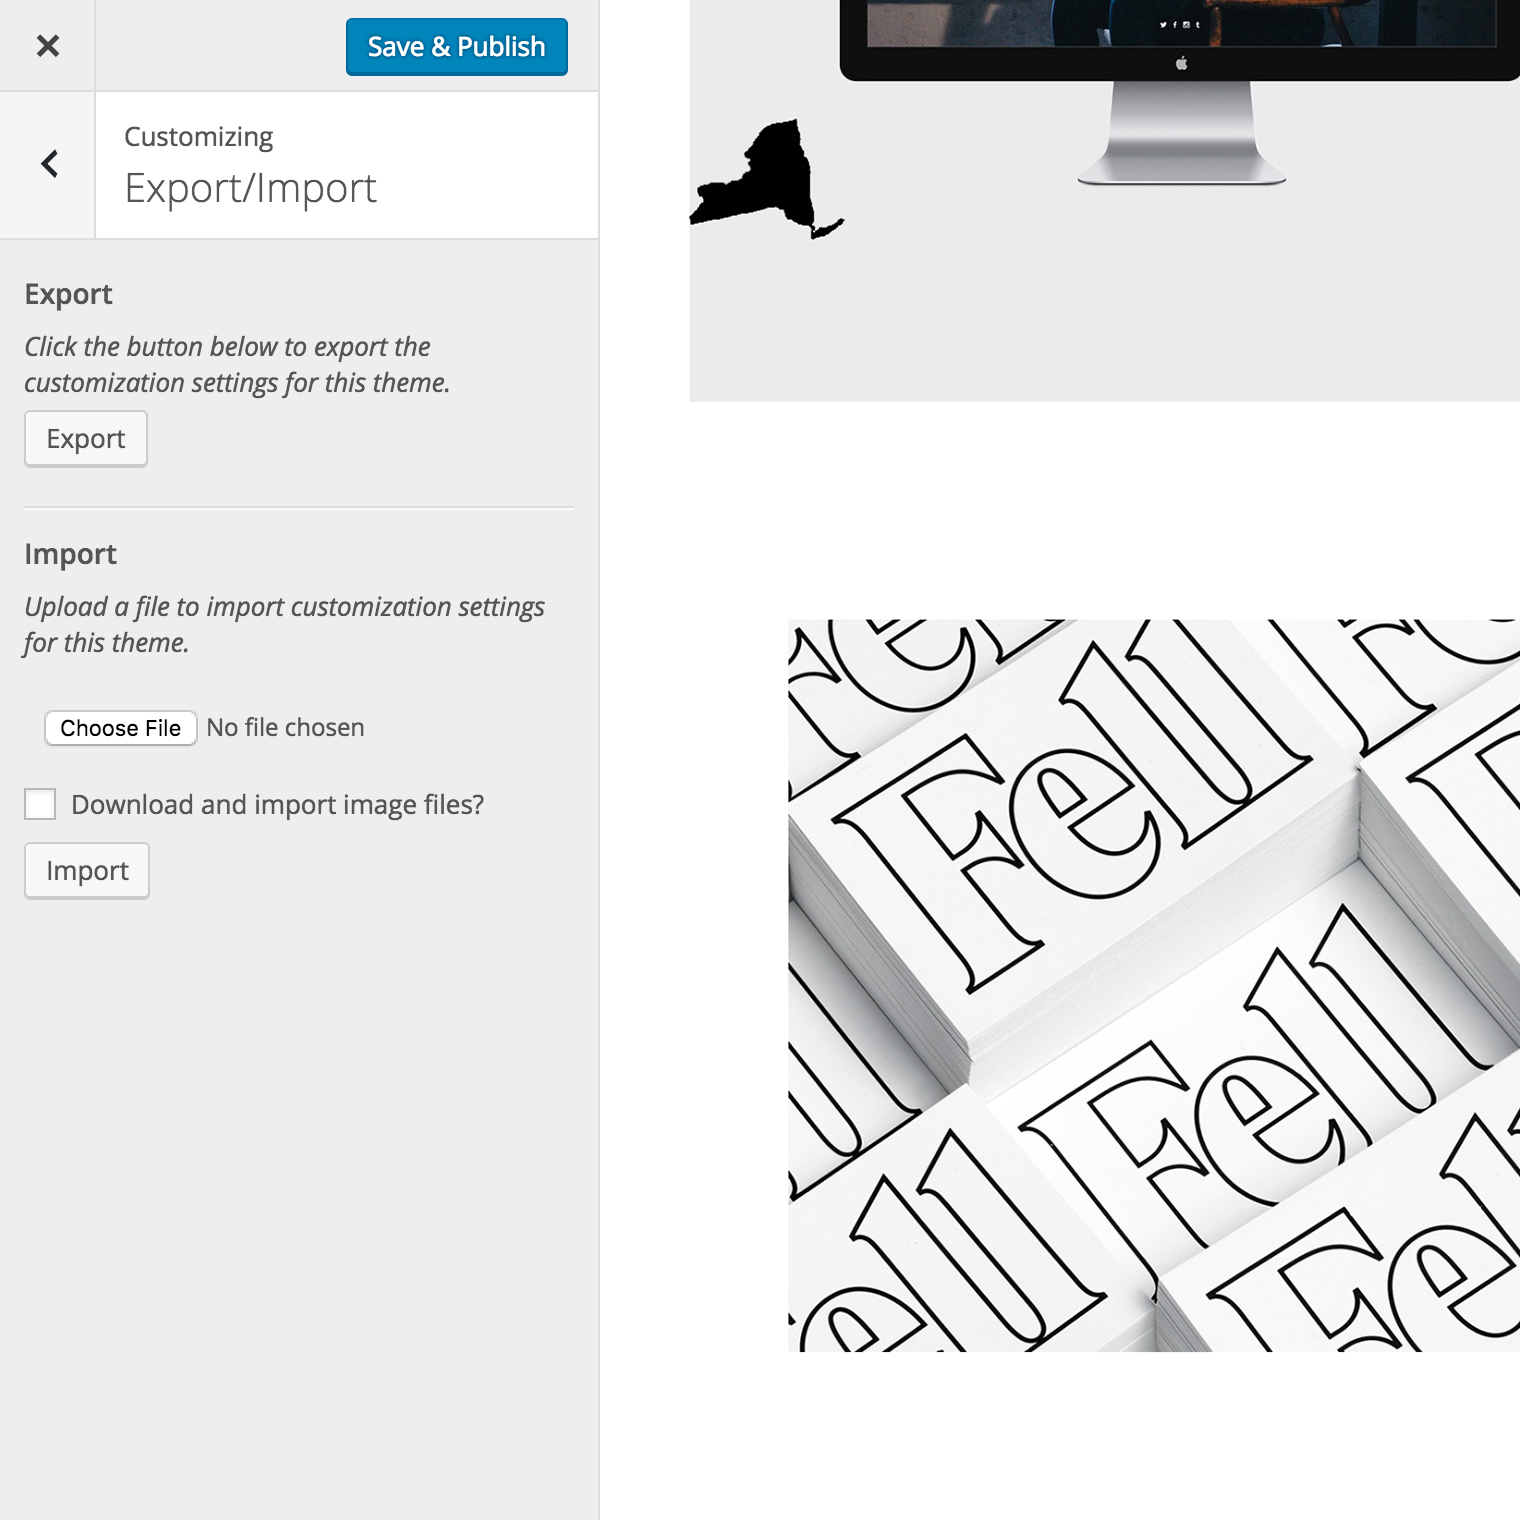 Save & Publish
Customizing
Export/Import
Export
Click the button below to export the
customization settings for this theme.
Export
Import
Upload a file to import customization settings
for this theme.
Choose File No file chosen
Download and import image files?
Import
Fell
Fell
ell
Fe